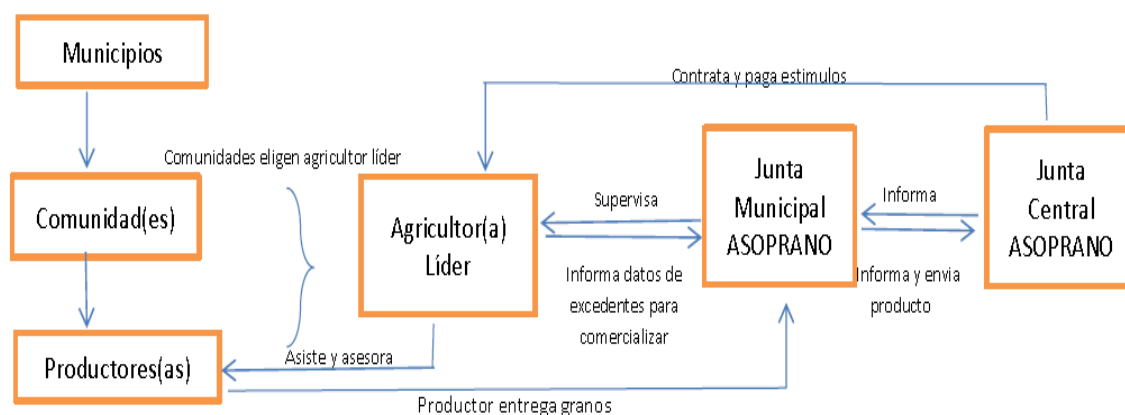 Municipios
Contrata y paga estimulos
Comunidades eligen agricultor líder
Comunidad(es)
Agricultor(a)
Líder
Supervisa
Informa datos de
excedentes para
comercializar
Junta
Municipal
ASOPRANO
Informa
Informa y envia
producto
Junta
Central
ASOPRANO
Productores(as)
Asiste y asesora
Productor entrega granos